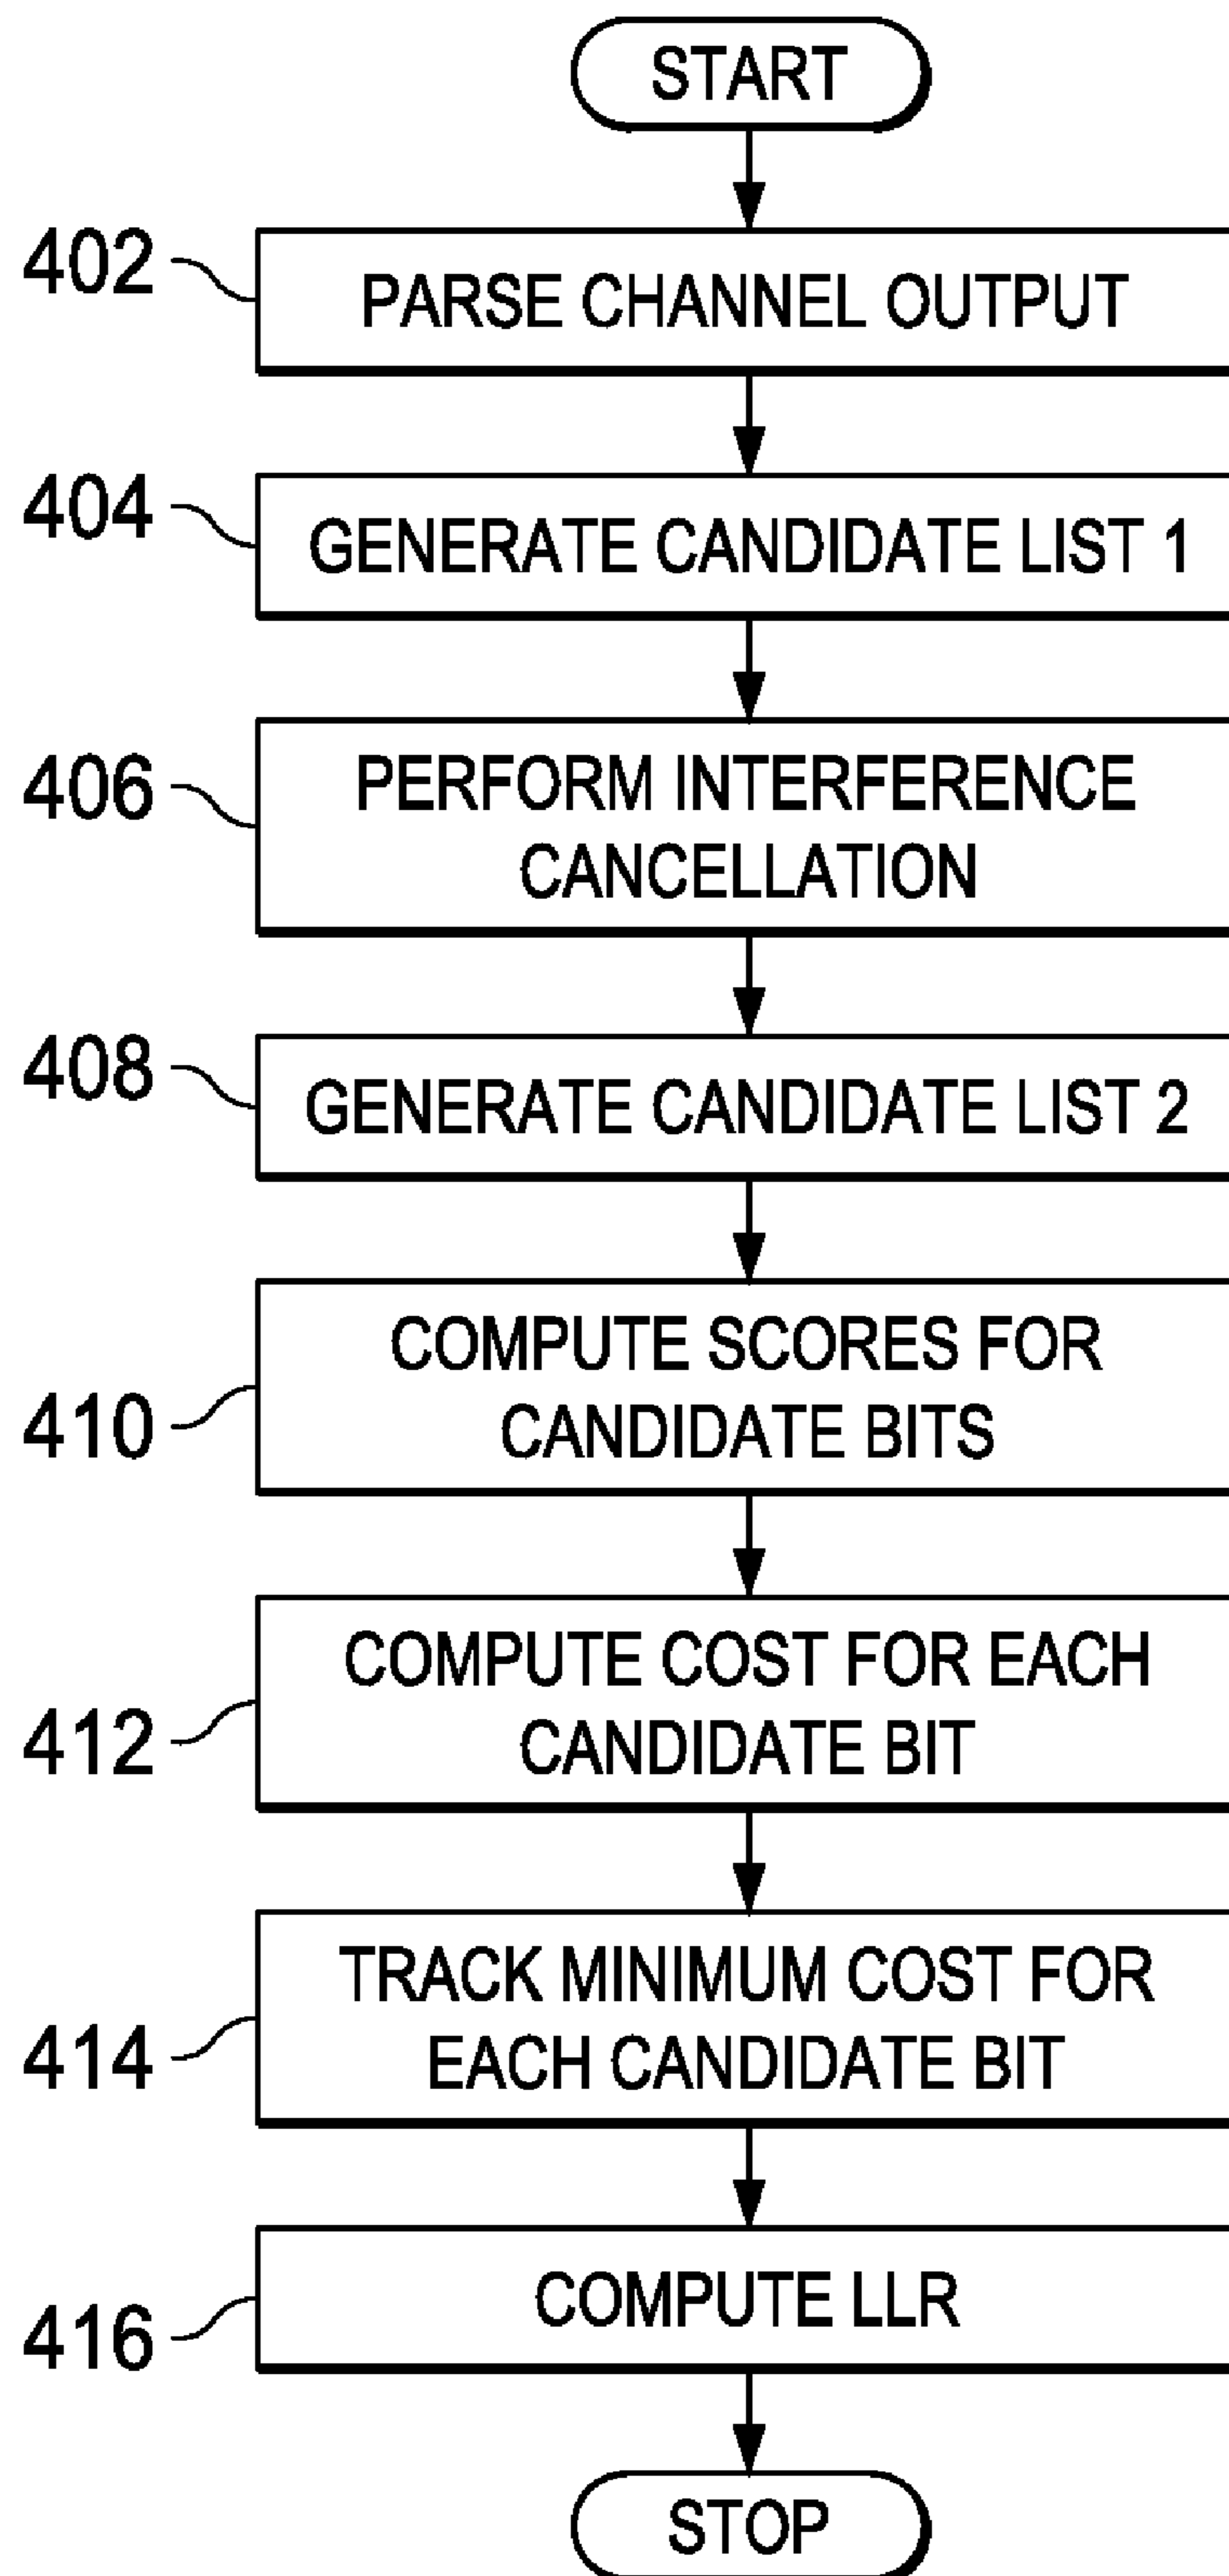 START
402
PARSE CHANNEL OUTPUT
404
GENERATE CANDIDATE LIST 1
406
PERFORM INTERFERENCE
CANCELLATION
408
GENERATE CANDIDATE LIST 2
410
COMPUTE SCORES FOR
CANDIDATE BITS
412
COMPUTE COST FOR EACH
CANDIDATE BIT
414
TRACK MINIMUM COST FOR
EACH CANDIDATE BIT
416
COMPUTE LLR
STOP